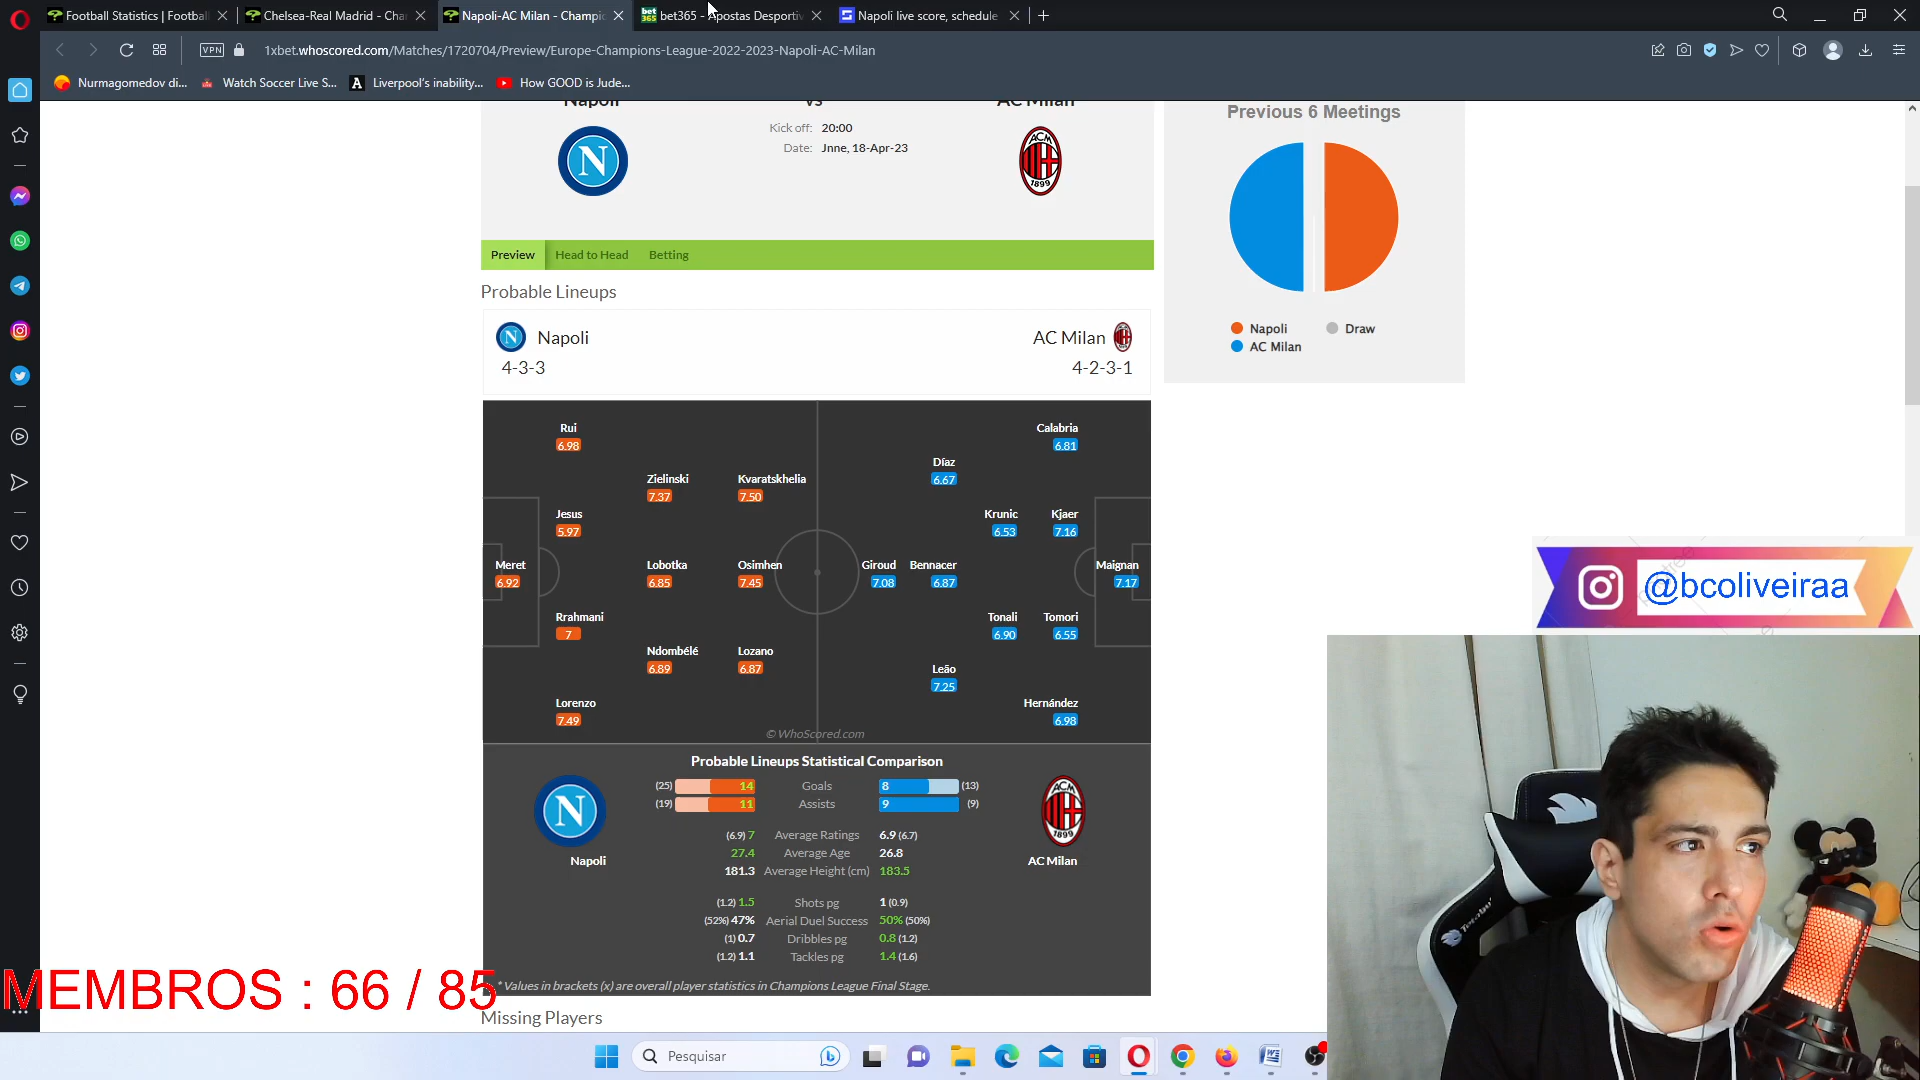 Football Statistics | Football
Chelsea-Real Madrid - Cha
Napoli-AC Milan - Champi
bet365 - Apostas Desportiv
Napoli live score, schedule
VPN
1xbet.whoscored.com/Matches/1720704/Preview/Europe-Champions-League-2022-2023-Napoli-AC-Milan
Nurmagomedov di...
Watch Soccer Live S...
Liverpool's inability...
How GOOD is Jude...
Napoli
vs
AC Milan
Kick off: 20:00
Date: Jnne, 18-Apr-23
Previous 6 Meetings
Napoli
Draw
AC Milan
Preview
Head to Head
Betting
Probable Lineups
Napoli
AC Milan
4-3-3
4-2-3-1
Rui
6.98
Calabria
6.81
Díaz
6.67
Zielinski
7.37
Kvaratskhelia
7.50
Jesus
5.97
Krunic
6.53
Kjaer
7.16
Meret
6.92
Lobotka
6.85
Osimhen
7.45
Giroud
7.08
Bennacer
6.87
Maignan
7.17
Rrahmani
7
Tonali
6.90
Tomori
6.55
Ndombélé
6.89
Lozano
6.87
Leão
7.25
Lorenzo
7.49
Hernández
6.98
© WhoScored.com
Probable Lineups Statistical Comparison
(25) 14 Goals 8 (13)
(19) 11 Assists 9 (9)
(6.9) 7 Average Ratings 6.9 (6.7)
27.4 Average Age 26.8
181.3 Average Height (cm) 183.5
Napoli
AC Milan
(1.2) 1.5 Shots pg 1 (0.9)
(52%) 47% Aerial Duel Success 50% (50%)
(1) 0.7 Dribbles pg 0.8 (1.2)
(1.2) 1.1 Tackles pg 1.4 (1.6)
* Values in brackets (x) are overall player statistics in Champions League Final Stage.
Missing Players
@bcoliveiraa
MEMBROS : 66 / 85
Pesquisar